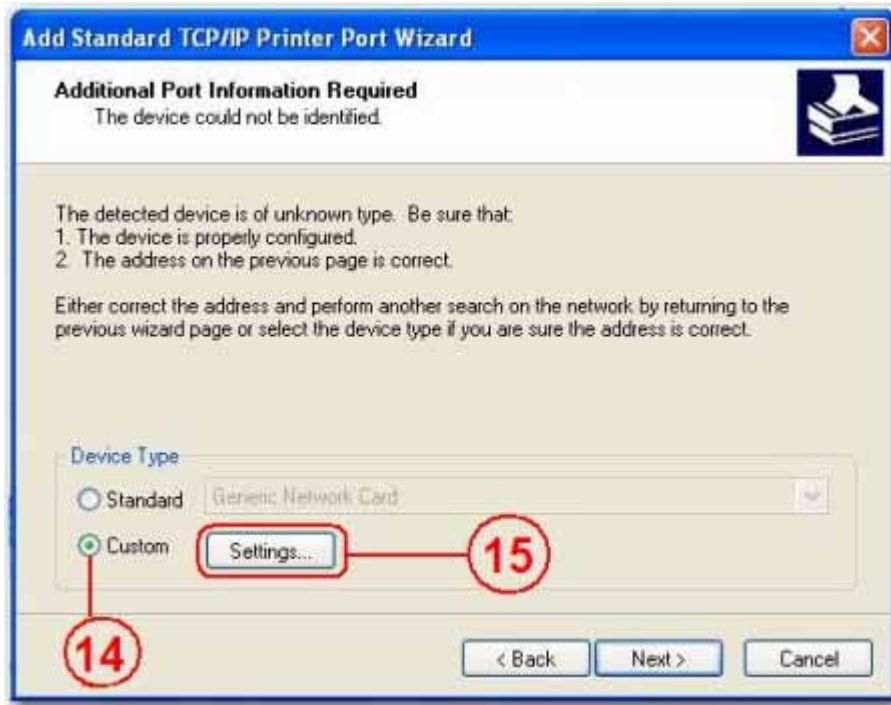 Add Standard TCP/IP Printer Port Wizard
Additional Port Information Required
The device could not be identified.
The detected device is of unknown type. Be sure that:
1. The device is properly configured.
2. The address on the previous page is correct.
Either correct the address and perform another search on the network by returning to the
previous wizard page or select the device type if you are sure the address is correct.
Device Type
Standard Generic Network Card
Custom Settings... 15
14
< Back Next > Cancel